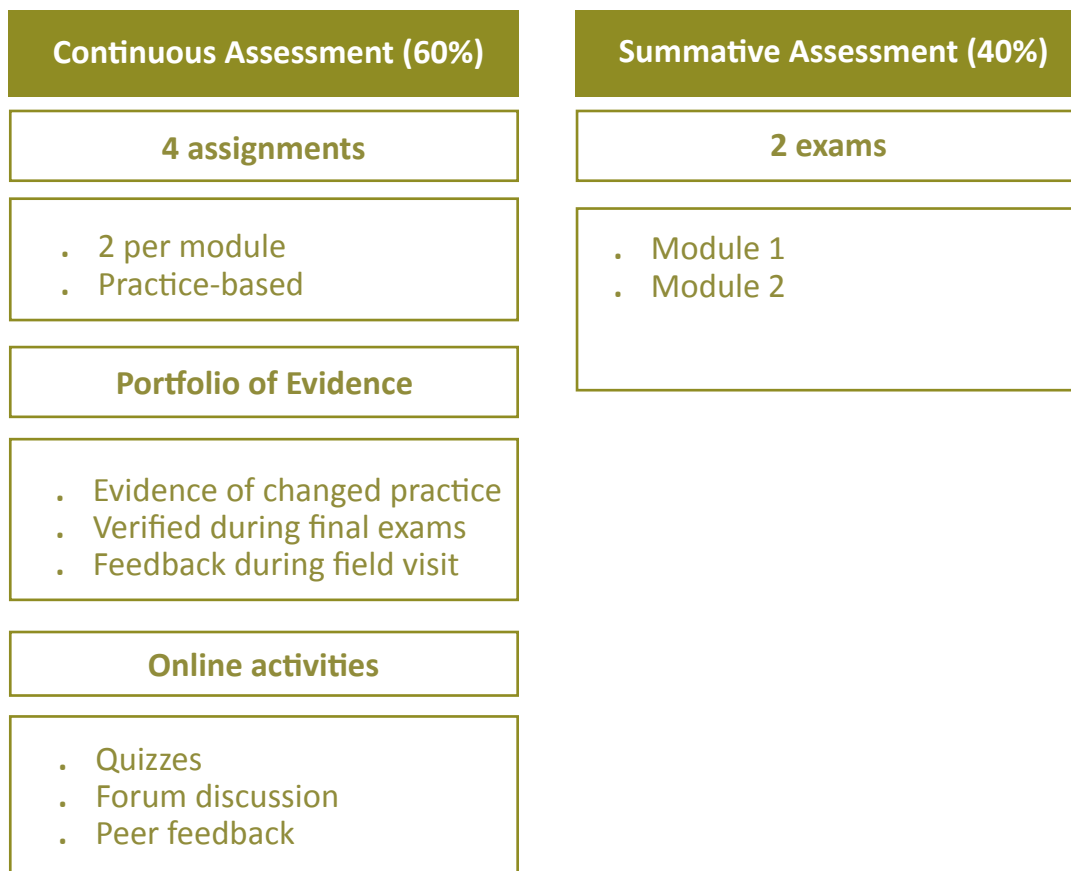 Continuous Assessment (60%)
4 assignments
. 2 per module
. Practice-based
Portfolio of Evidence
. Evidence of changed practice
. Verified during final exams
. Feedback during field visit
Online activities
. Quizzes
. Forum discussion
. Peer feedback
Summative Assessment (40%)
2 exams
. Module 1
. Module 2